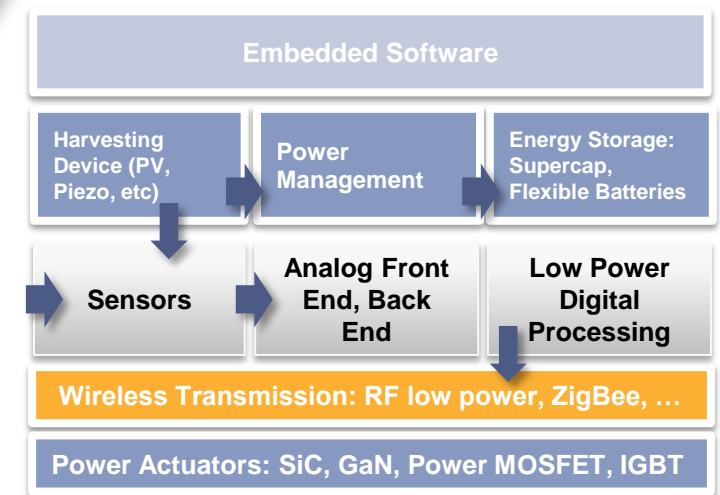 Embedded Software
Harvesting
Device (PV,
Piezo, etc)
Power
Management
Energy Storage:
Supercap,
Flexible Batteries
Sensors
Analog Front
End, Back
End
Low Power
Digital
Processing
Wireless Transmission: RF low power, ZigBee, …
Power Actuators: SiC, GaN, Power MOSFET, IGBT